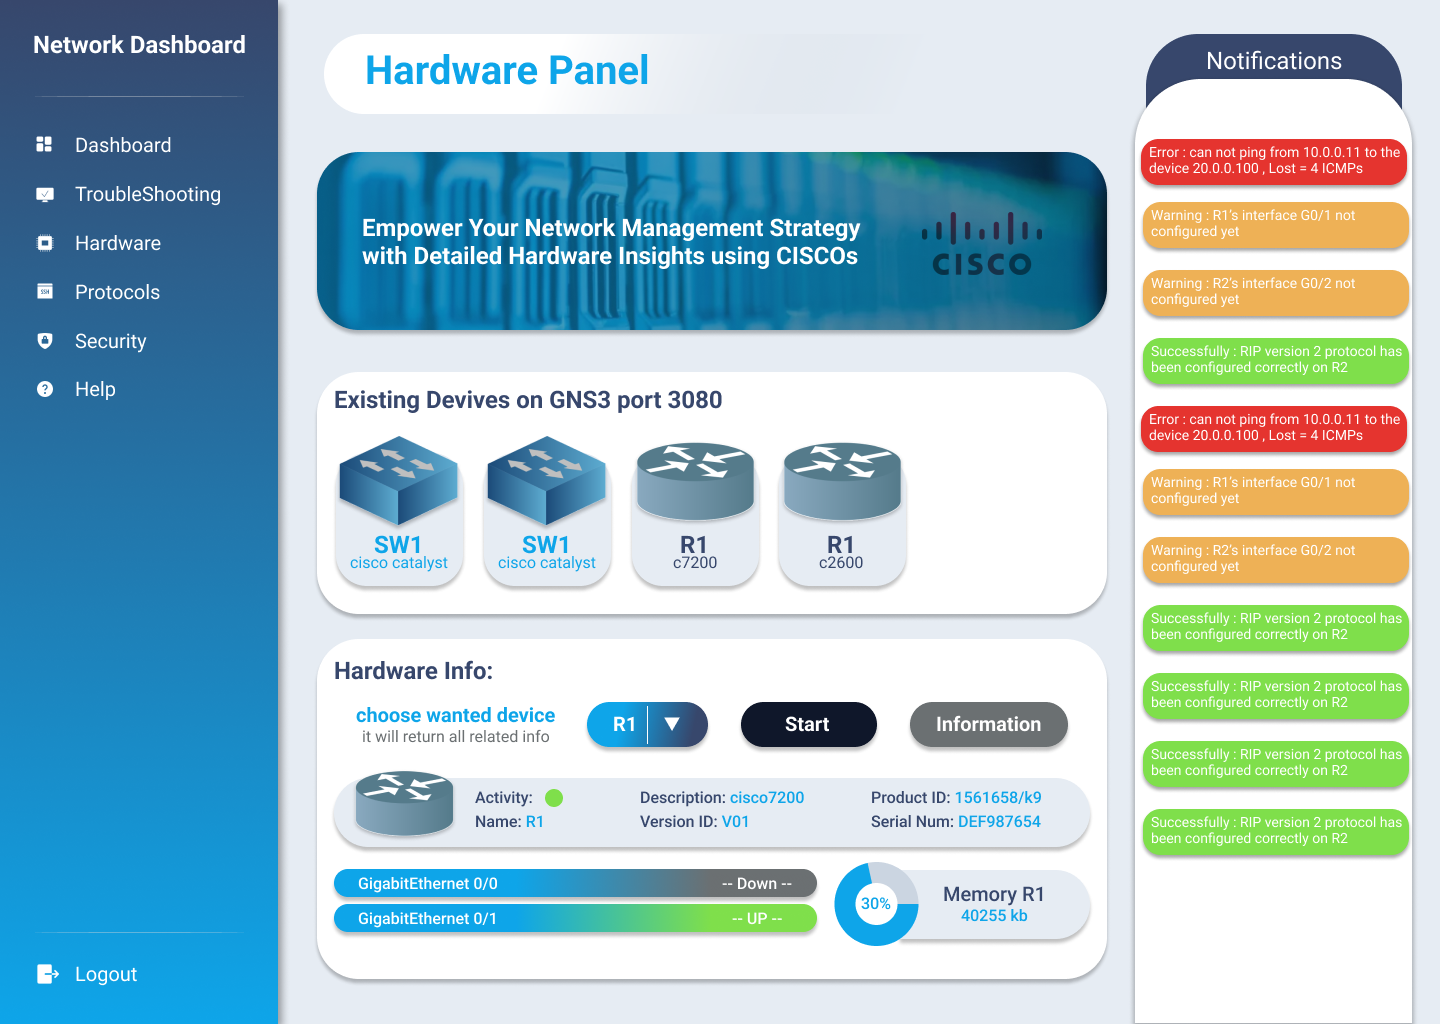 Network Dashboard
Dashboard
TroubleShooting
Hardware
SSH
Protocols
Security
Help
Logout
Hardware Panel
Empower Your Network Management Strategy
with Detailed Hardware Insights using CISCOs
CISCO
Existing Devives on GNS3 port 3080
SW1
cisco catalyst
SW1
cisco catalyst
R1
c7200
R1
c2600
Hardware Info:
choose wanted device
it will return all related info
R1
Start
Information
Activity:
Name: R1
Description: cisco7200
Version ID: V01
Product ID: 1561658/k9
Serial Num: DEF987654
GigabitEthernet 0/0 -- Down --
GigabitEthernet 0/1 -- UP --
30%
Memory R1
40255 kb
Notifications
Error : can not ping from 10.0.0.11 to the
device 20.0.0.100 , Lost = 4 ICMPs
Warning : R1's interface G0/1 not
configured yet
Warning : R2's interface G0/2 not
configured yet
Successfully : RIP version 2 protocol has
been configured correctly on R2
Error : can not ping from 10.0.0.11 to the
device 20.0.0.100 , Lost = 4 ICMPs
Warning : R1's interface G0/1 not
configured yet
Warning : R2's interface G0/2 not
configured yet
Successfully : RIP version 2 protocol has
been configured correctly on R2
Successfully : RIP version 2 protocol has
been configured correctly on R2
Successfully : RIP version 2 protocol has
been configured correctly on R2
Successfully : RIP version 2 protocol has
been configured correctly on R2